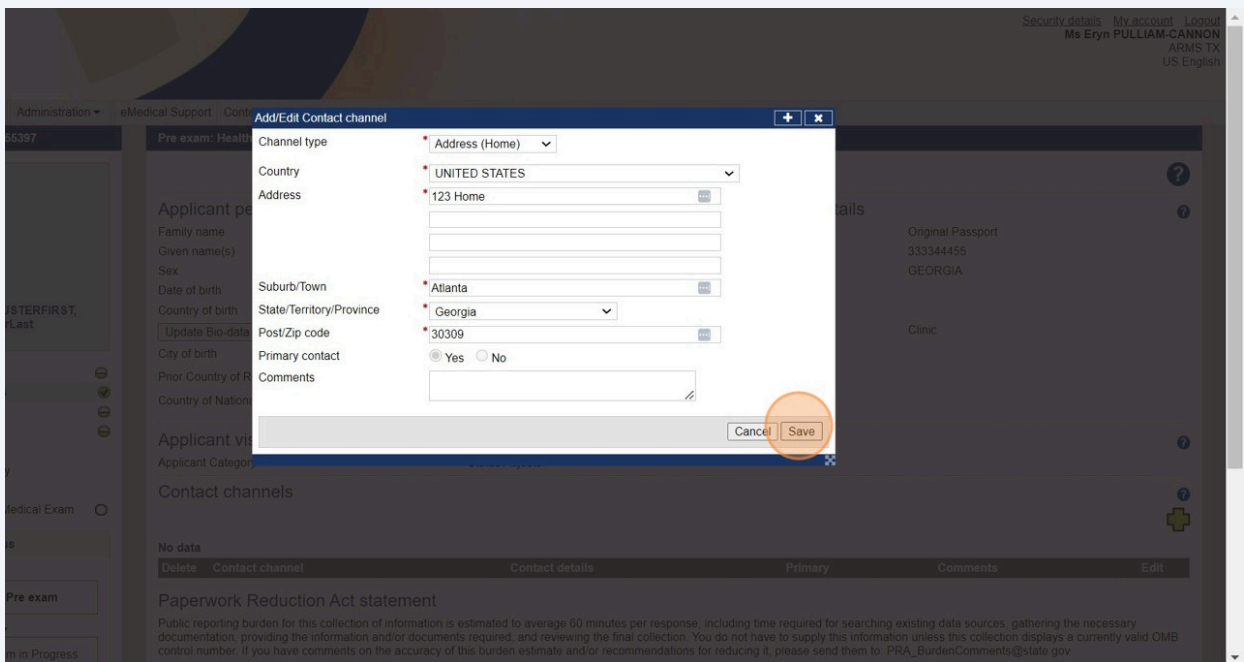 Security details My account Logout
Ms Eryn PULLIAM-CANNON
ARMS TX
US English
Administration eMedical Support Conte
55397
Pre exam: Health
Add/Edit Contact channel
Channel type * Address (Home)
Country * UNITED STATES
Address * 123 Home
Suburb/Town * Atlanta
State/Territory/Province * Georgia
Post/Zip code * 30309
Primary contact Yes No
Comments
Cancel Save
Applicant pe
tails
Family name
Original Passport
Given name(s)
333344455
Sex
GEORGIA
Date of birth
USTERFIRST,
rLast
Country of birth
Update Bio-data
Clinic
City of birth
Prior Country of R
Country of Nationa
Applicant vis
Applicant Category
y
Contact channels
Medical Exam
us
No data
Delete Contact channel Contact details Primary Comments Edit
Pre exam
Paperwork Reduction Act statement
Public reporting burden for this collection of information is estimated to average 60 minutes per response, including time required for searching existing data sources, gathering the necessary
documentation, providing the information and/or documents required, and reviewing the final collection. You do not have to supply this information unless this collection displays a currently valid OMB
control number. If you have comments on the accuracy of this burden estimate and/or recommendations for reducing it, please send them to: PRA_BurdenComments@state.gov
m in Progress